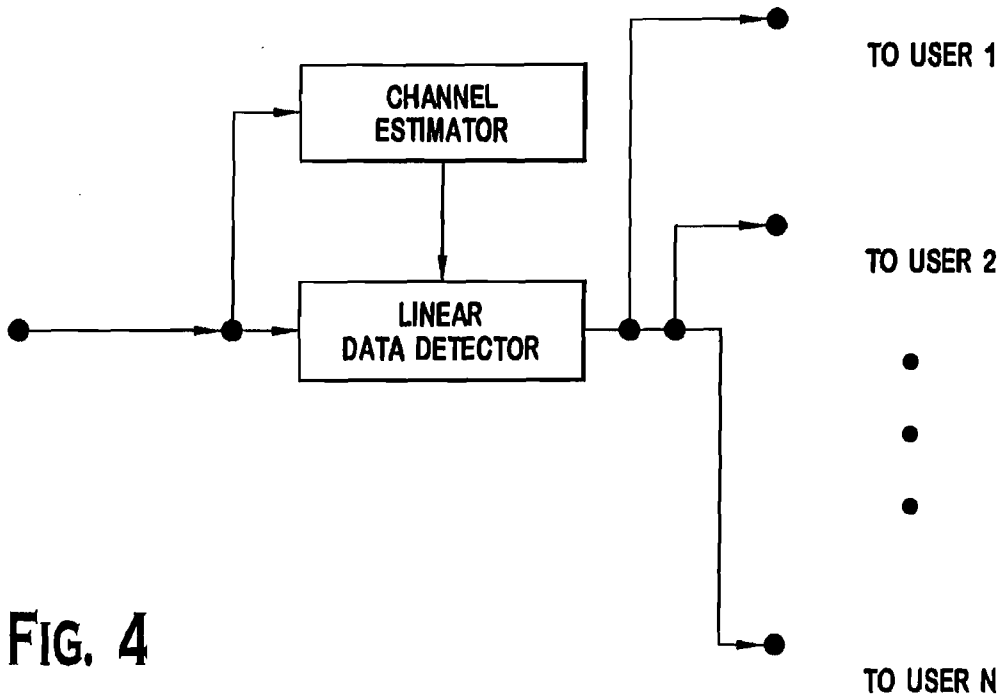 TO USER 1
CHANNEL
ESTIMATOR
TO USER 2
LINEAR
DATA DETECTOR
FIG. 4
TO USER N